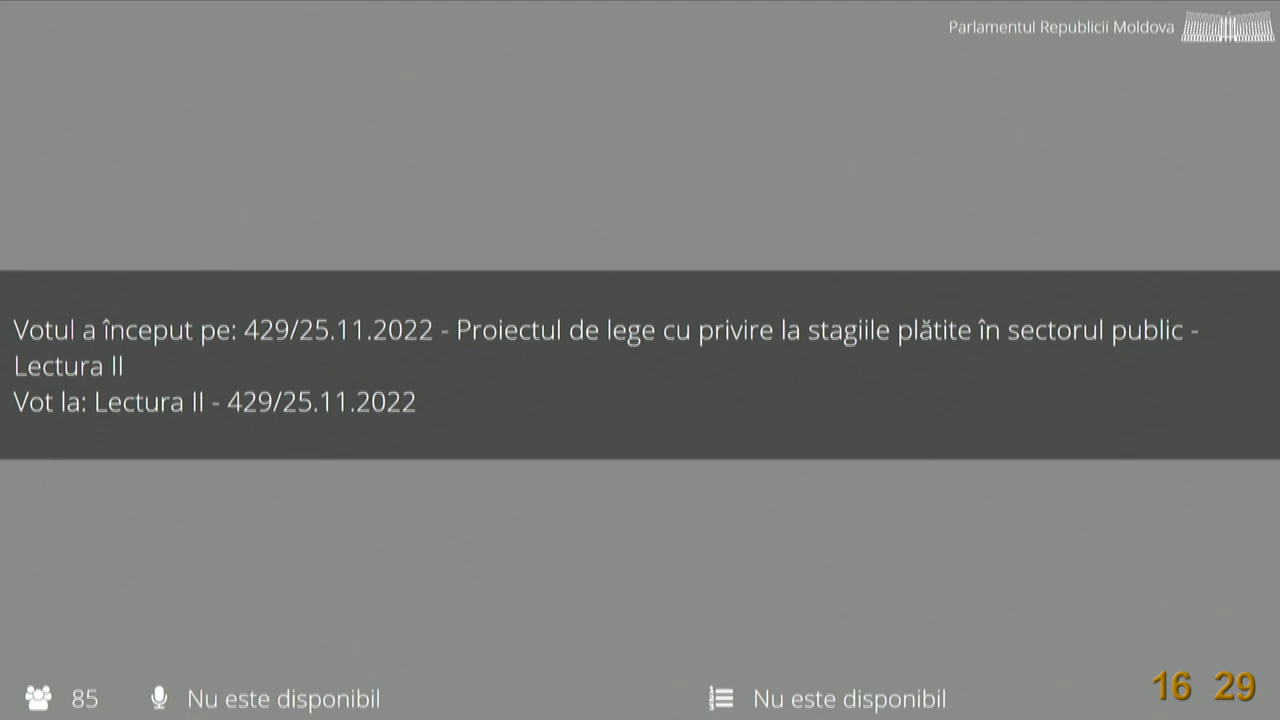 Parlamentul Republicii Moldova
Votul a început pe: 429/25.11.2022 - Proiectul de lege cu privire la stagiile plătite în sectorul public -
Lectura II
Vot la: Lectura II - 429/25.11.2022
85 Nu este disponibil Nu este disponibil 16 29